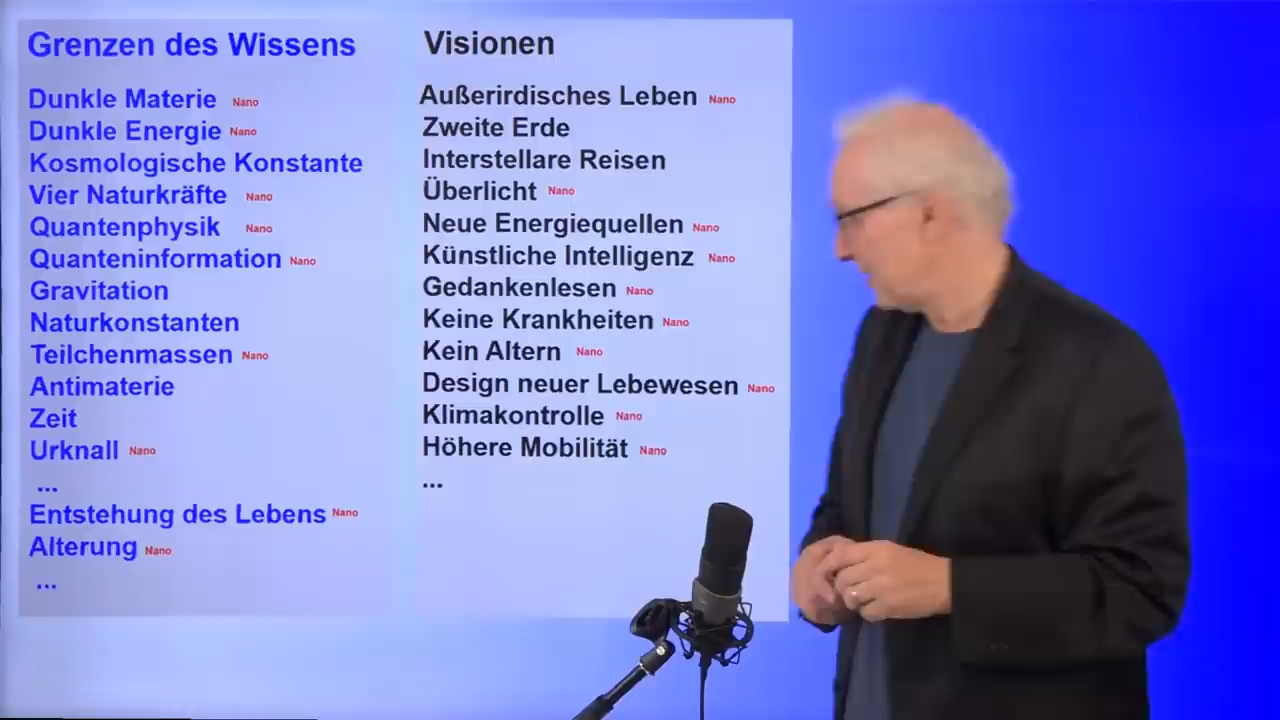 Grenzen des Wissens
Dunkle Materie Nano
Dunkle Energie Nano
Kosmologische Konstante
Vier Naturkräfte Nano
Quantenphysik Nano
Quanteninformation Nano
Gravitation
Naturkonstanten
Teilchenmassen Nano
Antimaterie
Zeit
Urknall Nano
...
Entstehung des Lebens Nano
Alterung Nano
...
Visionen
Außerirdisches Leben Nano
Zweite Erde
Interstellare Reisen
Überlicht Nano
Neue Energiequellen Nano
Künstliche Intelligenz Nano
Gedankenlesen Nano
Keine Krankheiten Nano
Kein Altern Nano
Design neuer Lebewesen Nano
Klimakontrolle Nano
Höhere Mobilität Nano
...